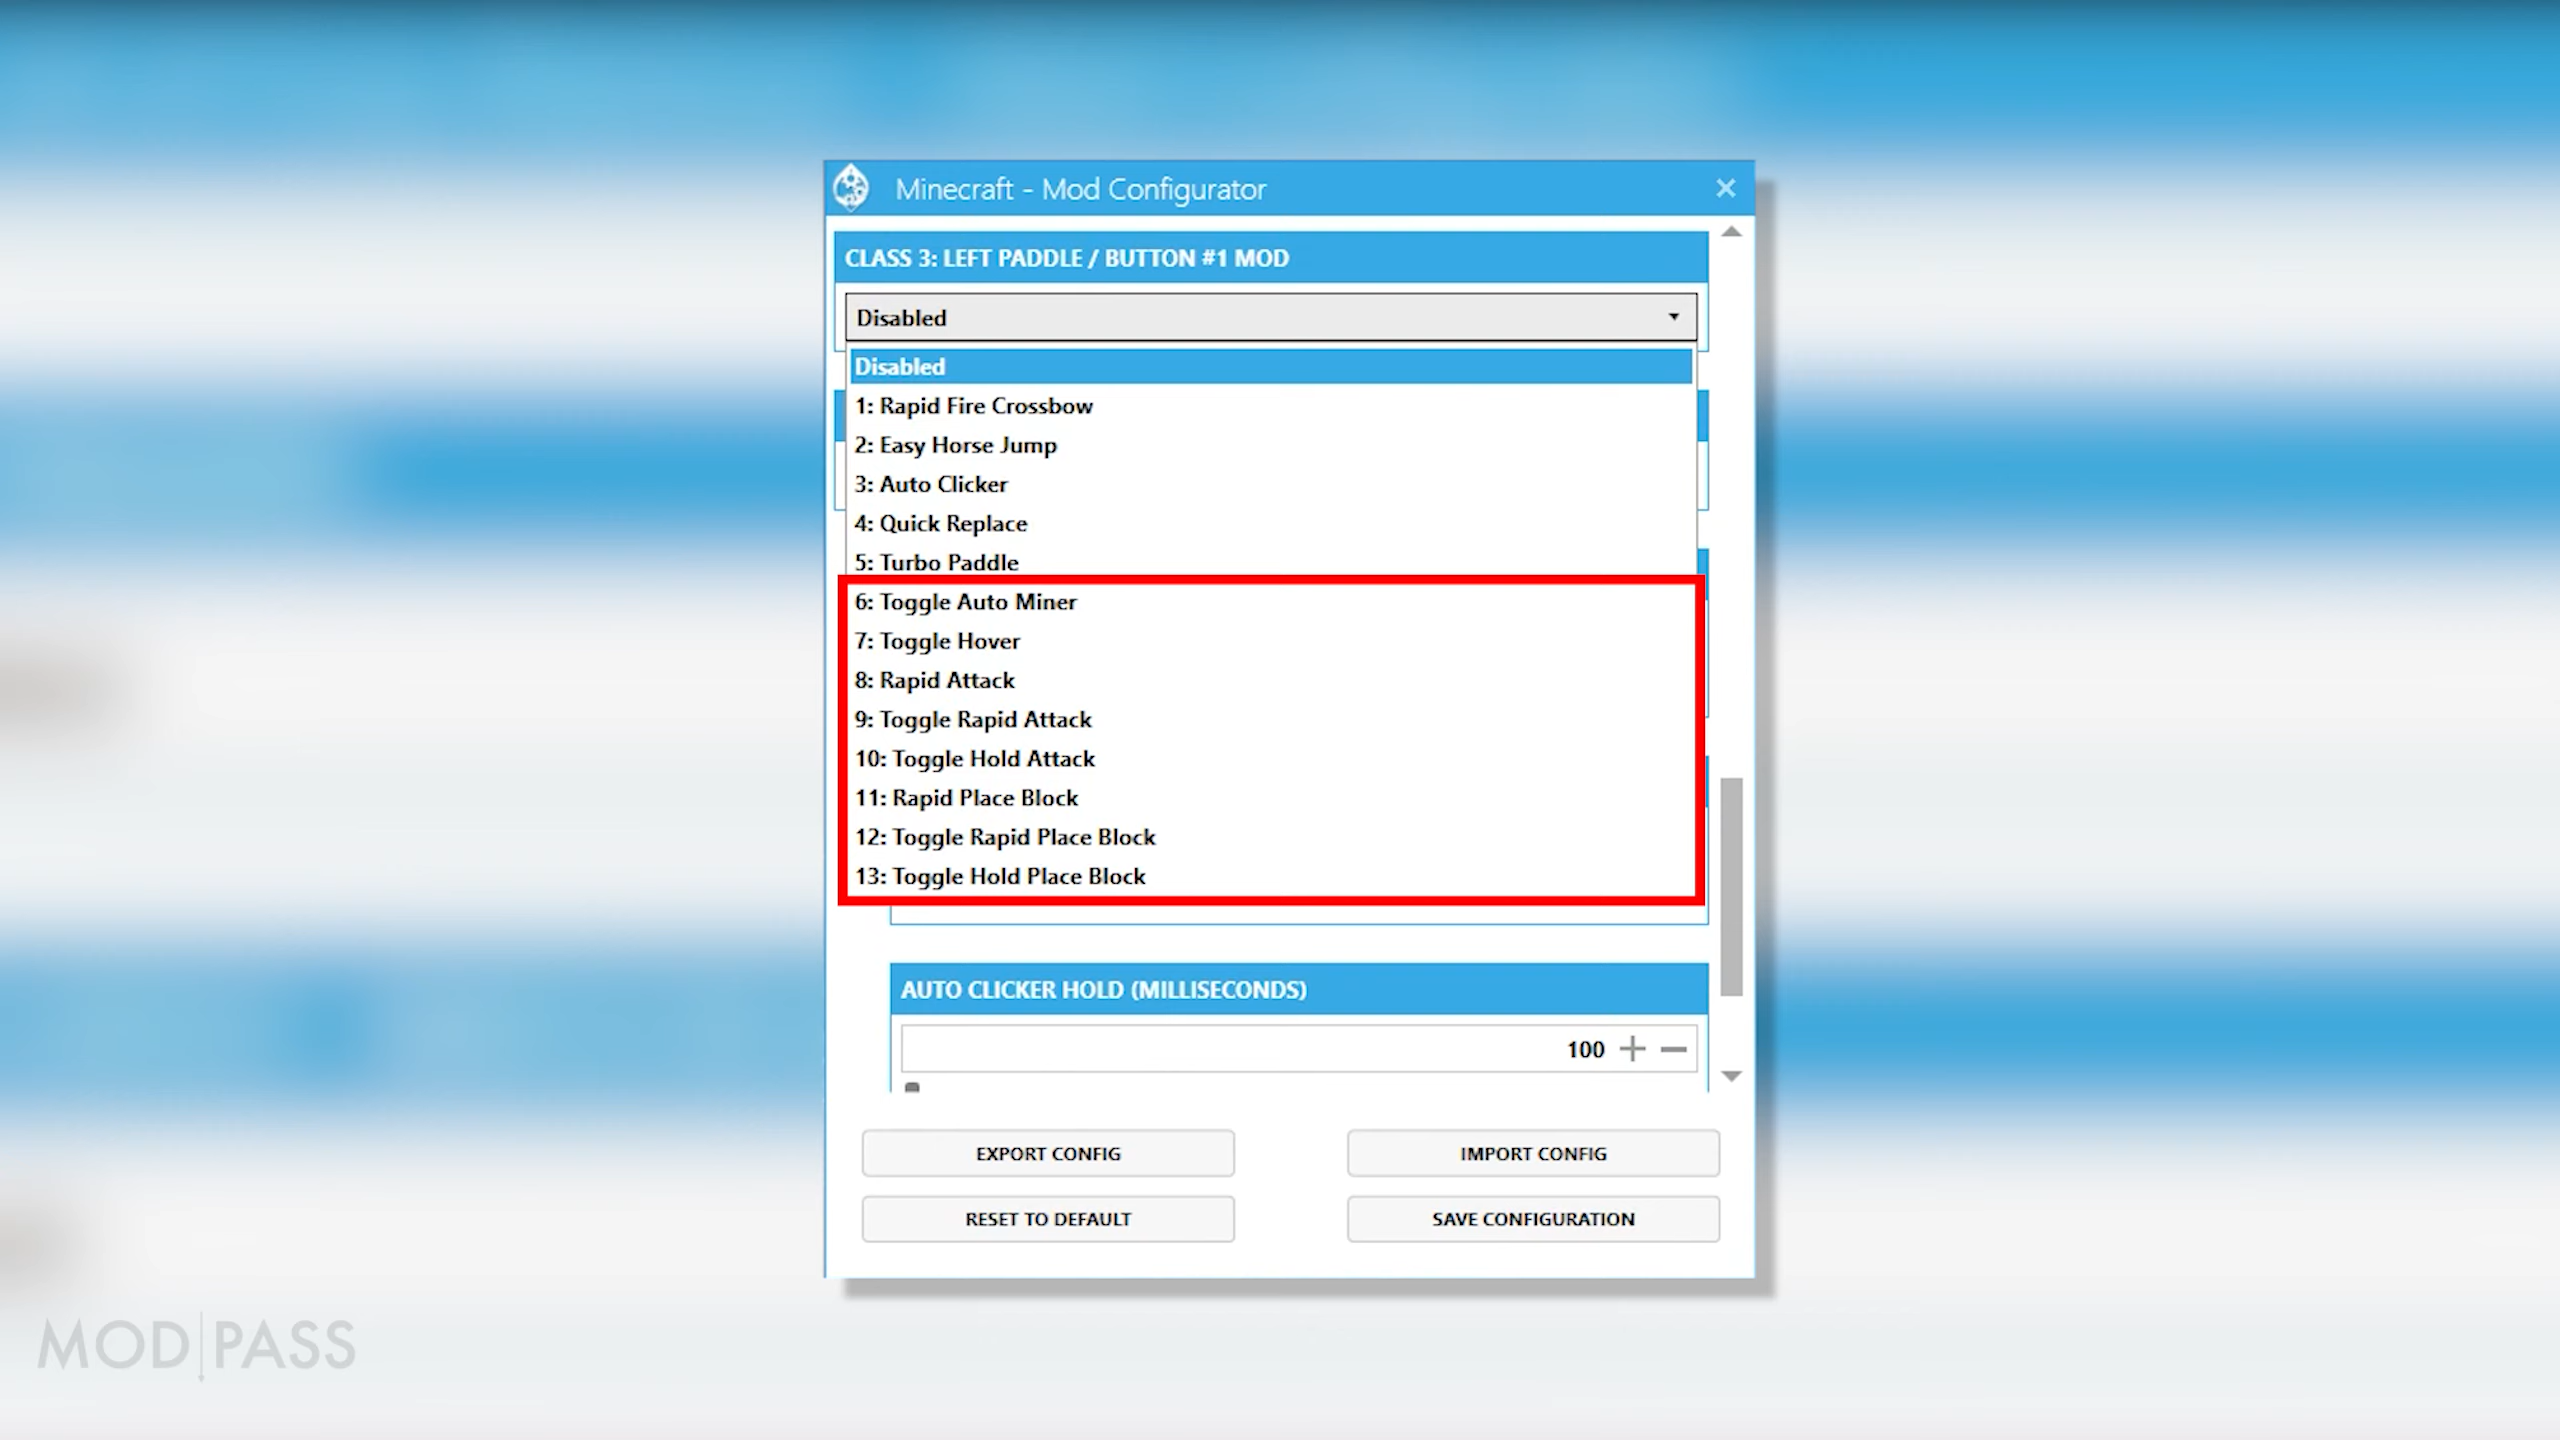 Minecraft - Mod Configurator
CLASS 3: LEFT PADDLE / BUTTON #1 MOD
Disabled
Disabled
1: Rapid Fire Crossbow
2: Easy Horse Jump
3: Auto Clicker
4: Quick Replace
5: Turbo Paddle
6: Toggle Auto Miner
7: Toggle Hover
8: Rapid Attack
9: Toggle Rapid Attack
10: Toggle Hold Attack
11: Rapid Place Block
12: Toggle Rapid Place Block
13: Toggle Hold Place Block
AUTO CLICKER HOLD (MILLISECONDS)
100
EXPORT CONFIG
IMPORT CONFIG
RESET TO DEFAULT
SAVE CONFIGURATION
MOD|PASS